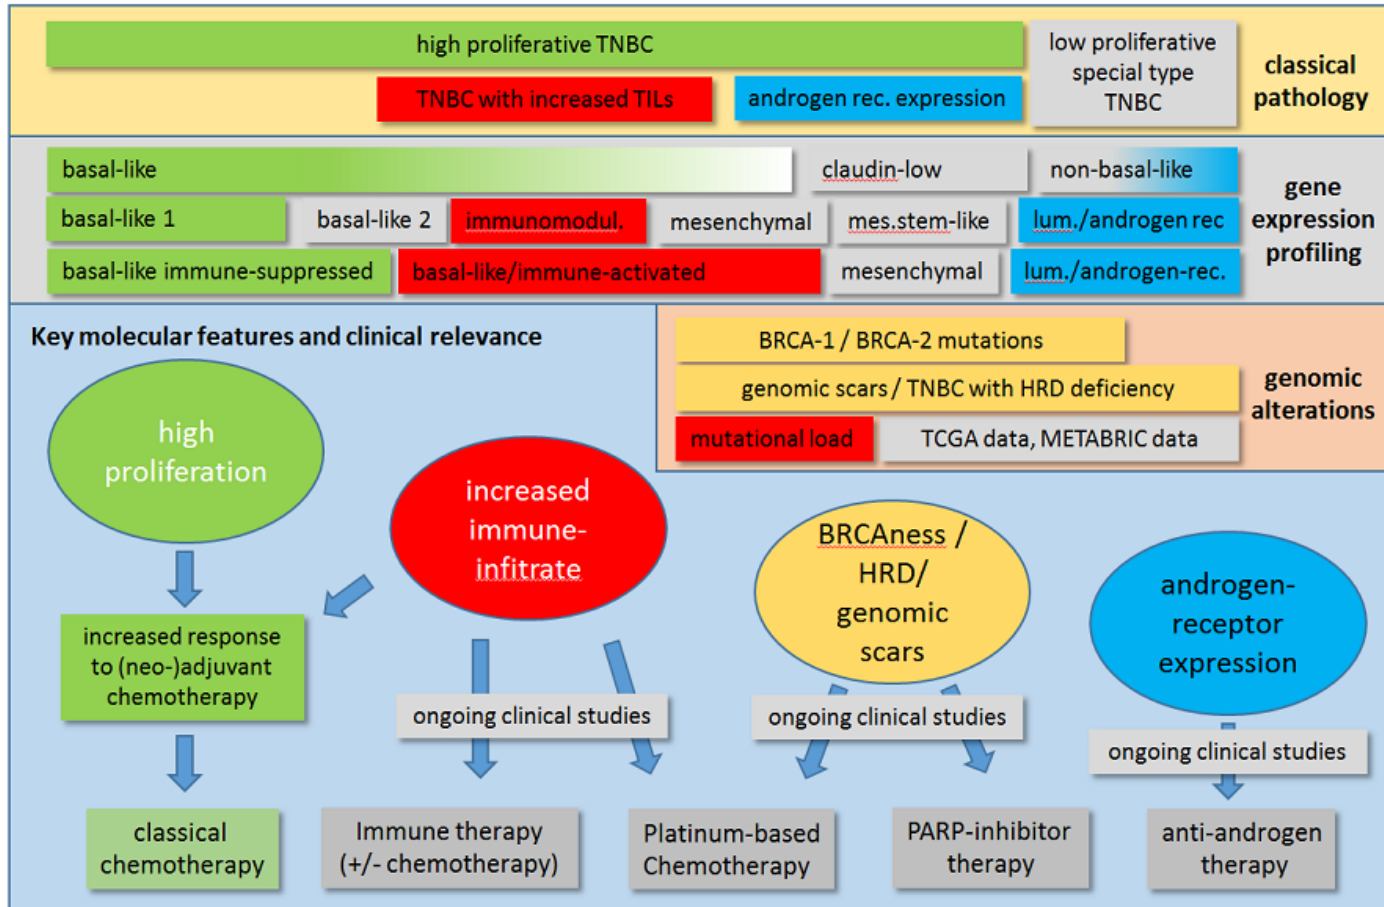 high proliferative TNBC
low proliferative
special type
TNBC
TNBC with increased TILs
androgen rec. expression
classical
pathology
basal-like
claudin-low
non-basal-like
basal-like 1
basal-like 2
immunomodul.
mesenchymal
mes.stem-like
lum./androgen rec
basal-like immune-suppressed
basal-like/immune-activated
mesenchymal
lum./androgen-rec.
gene
expression
profiling
Key molecular features and clinical relevance
BRCA-1 / BRCA-2 mutations
genomic scars / TNBC with HRD deficiency
mutational load
TCGA data, METABRIC data
genomic
alterations
high
proliferation
increased
immune-
infitrate
BRCAness /
HRD/
genomic
scars
androgen-
receptor
expression
increased response
to (neo-)adjuvant
chemotherapy
ongoing clinical studies
ongoing clinical studies
ongoing clinical studies
classical
chemotherapy
Immune therapy
(+/- chemotherapy)
Platinum-based
Chemotherapy
PARP-inhibitor
therapy
anti-androgen
therapy